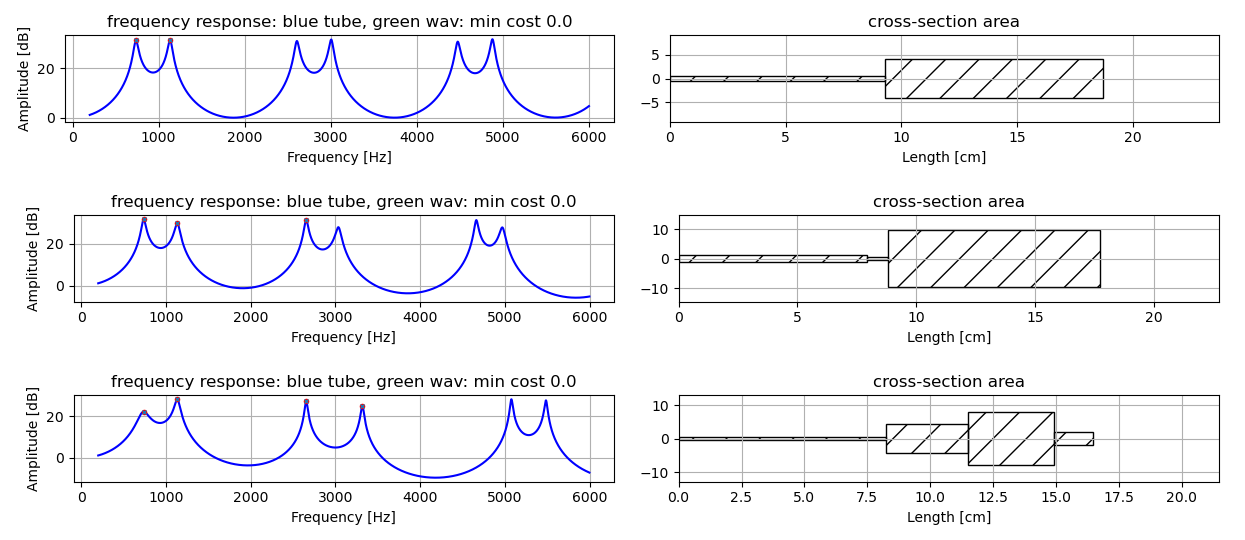 frequency response: blue tube, green wav: min cost 0.0
cross-section area
Amplitude [dB]
20
0
0 1000 2000 3000 4000 5000 6000
Frequency [Hz]
5
0
−5
0 5 10 15 20
Length [cm]
frequency response: blue tube, green wav: min cost 0.0
cross-section area
Amplitude [dB]
20
0
0 1000 2000 3000 4000 5000 6000
Frequency [Hz]
10
0
−10
0 5 10 15 20
Length [cm]
frequency response: blue tube, green wav: min cost 0.0
cross-section area
Amplitude [dB]
20
0
0 1000 2000 3000 4000 5000 6000
Frequency [Hz]
10
0
−10
0.0 2.5 5.0 7.5 10.0 12.5 15.0 17.5 20.0
Length [cm]